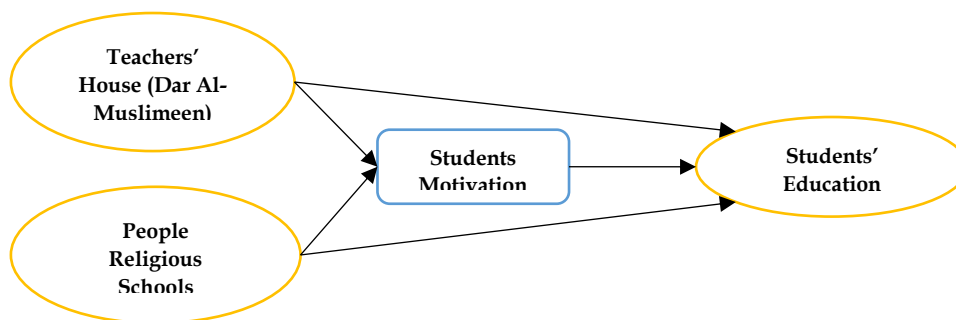 Teachers’
House (Dar Al-
Muslimeen)
Students
Motivation
Students’
Education
People
Religious
Schools